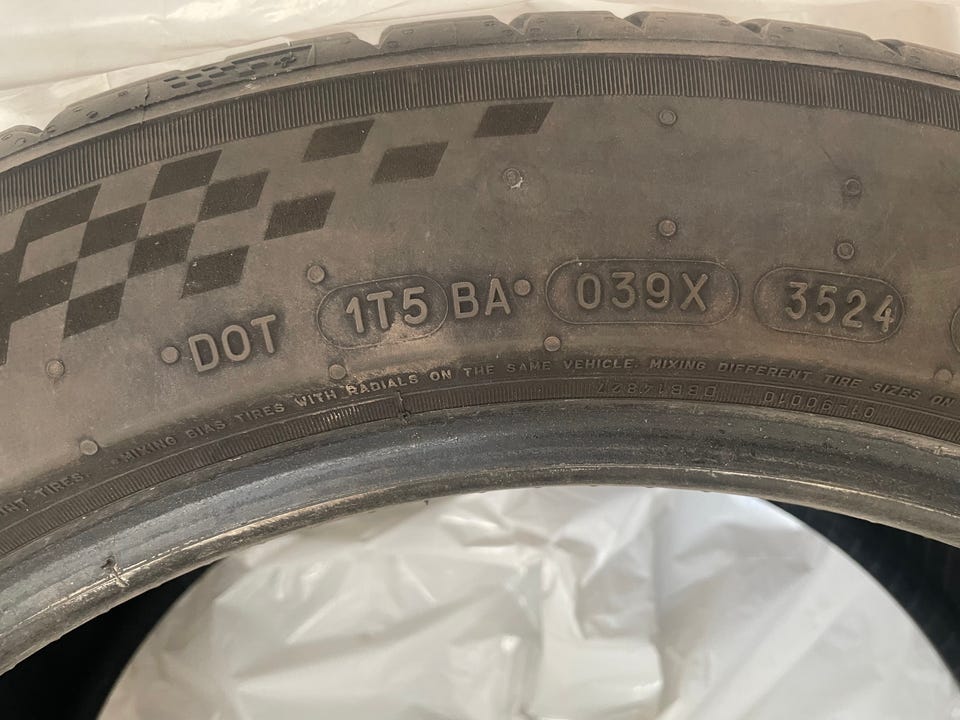 DOT 1T5 BA 039X 3524
TIRES. •MIXING BIAS TIRES WITH RADIALS ON THE SAME VEHICLE. MIXING DIFFERENT TIRE SIZES ON